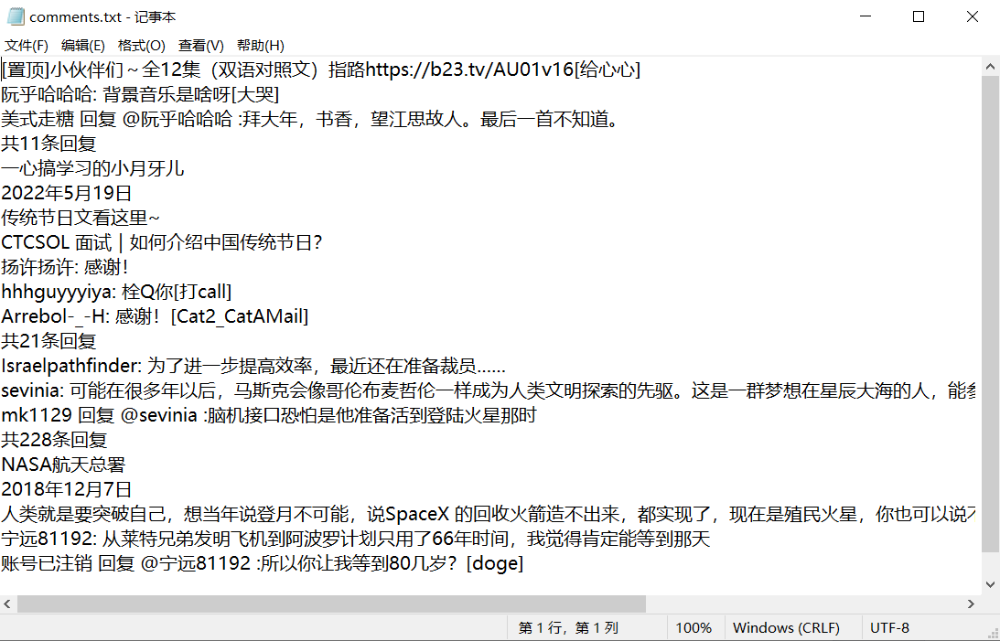 comments.txt - 记事本
文件(F) 编辑(E) 格式(O) 查看(V) 帮助(H)
[置顶]小伙伴们～全12集（双语对照文）指路https://b23.tv/AU01v16[给心心]
阮乎哈哈哈: 背景音乐是啥呀[大哭]
美式走糖 回复 @阮乎哈哈哈 :拜大年，书香，望江思故人。最后一首不知道。
共11条回复
一心搞学习的小月牙儿
2022年5月19日
传统节日文看这里~
CTCSOL 面试 | 如何介绍中国传统节日？
扬许扬许: 感谢！
hhhguyyyiya: 栓Q你[打call]
Arrebol-_-H: 感谢！[Cat2_CatAMail]
共21条回复
Israelpathfinder: 为了进一步提高效率，最近还在准备裁员......
sevinia: 可能在很多年以后，马斯克会像哥伦布麦哲伦一样成为人类文明探索的先驱。这是一群梦想在星辰大海的人，能参
mk1129 回复 @sevinia :脑机接口恐怕是他准备活到登陆火星那时
共228条回复
NASA航天总署
2018年12月7日
人类就是要突破自己，想当年说登月不可能，说SpaceX 的回收火箭造不出来，都实现了，现在是殖民火星，你也可以说不
宁远81192: 从莱特兄弟发明飞机到阿波罗计划只用了66年时间，我觉得肯定能等到那天
账号已注销 回复 @宁远81192 :所以你让我等到80几岁？[doge]
第 1 行，第 1 列 100% Windows (CRLF) UTF-8